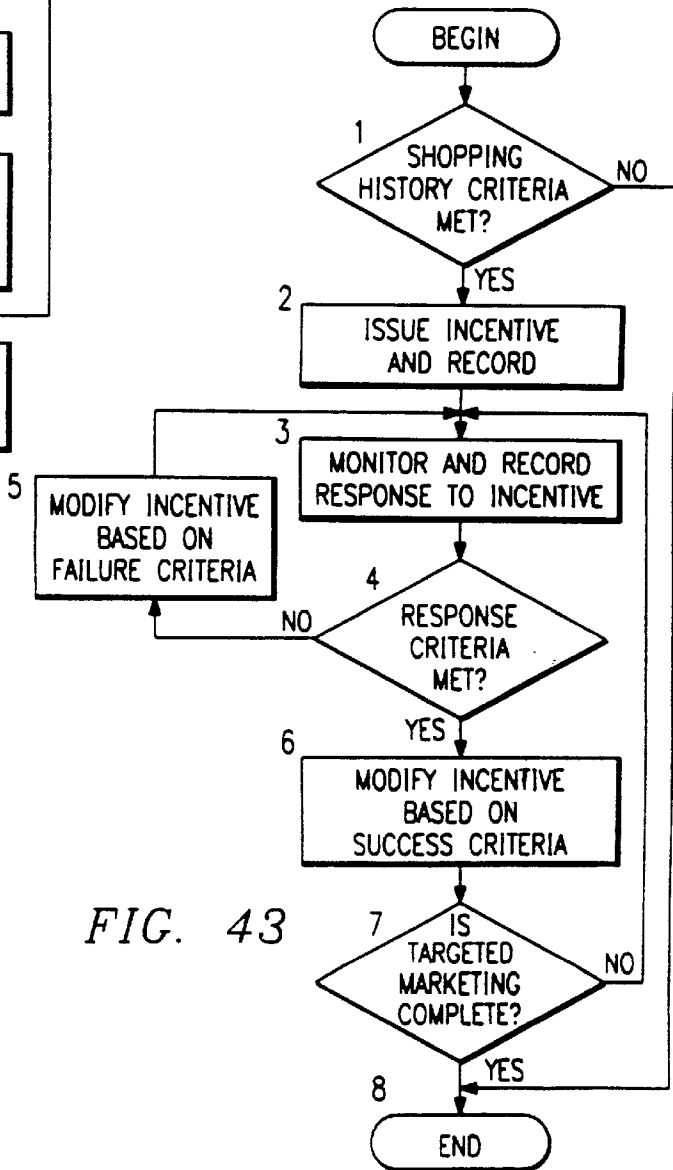 BEGIN
1
SHOPPING
HISTORY CRITERIA
MET?
NO
YES
2
ISSUE INCENTIVE
AND RECORD
3
MONITOR AND RECORD
RESPONSE TO INCENTIVE
5
MODIFY INCENTIVE
BASED ON
FAILURE CRITERIA
4
RESPONSE
CRITERIA
MET?
NO
YES
6
MODIFY INCENTIVE
BASED ON
SUCCESS CRITERIA
FIG. 43
7
IS
TARGETED
MARKETING
COMPLETE?
NO
YES
8
END